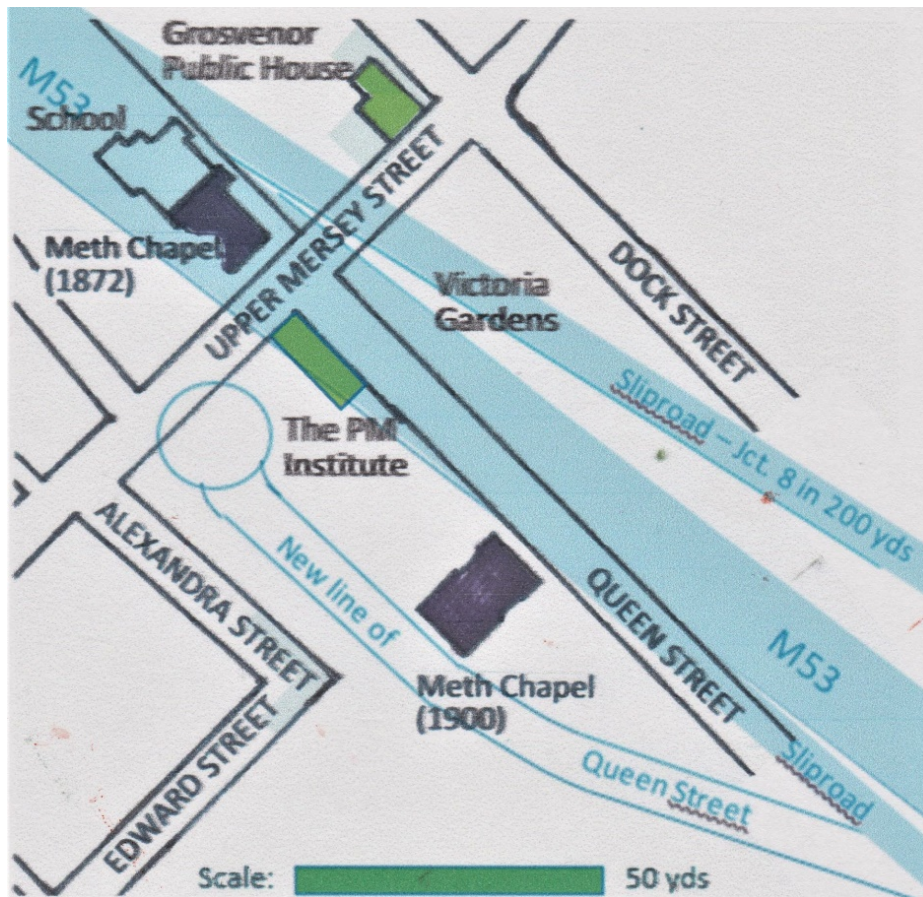 Grosvenor
Public House
M53
School
Meth Chapel
(1872)
UPPER MERSEY STREET
Victoria
Gardens
DOCK STREET
Sliproad – Jct. 8 in 200 yds
The PM
Institute
ALEXANDRA STREET
New line of
QUEEN STREET
M53
Meth Chapel
(1900)
EDWARD STREET
Queen Street
Sliproad
Scale:
50 yds